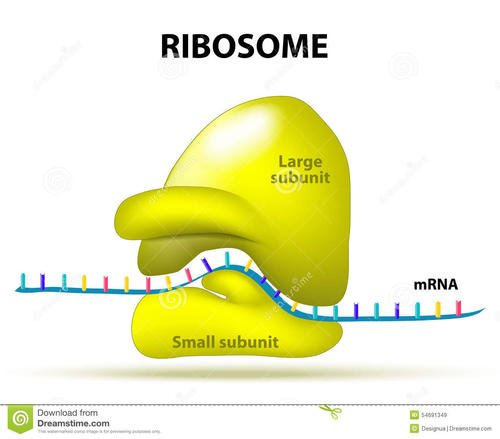 RIBOSOME
Large
subunit
mRNA
Small subunit
Download from
Dreamstime.com
This watermarked comp image is for previewing purposes only.
54691349
Designua | Dreamstime.com